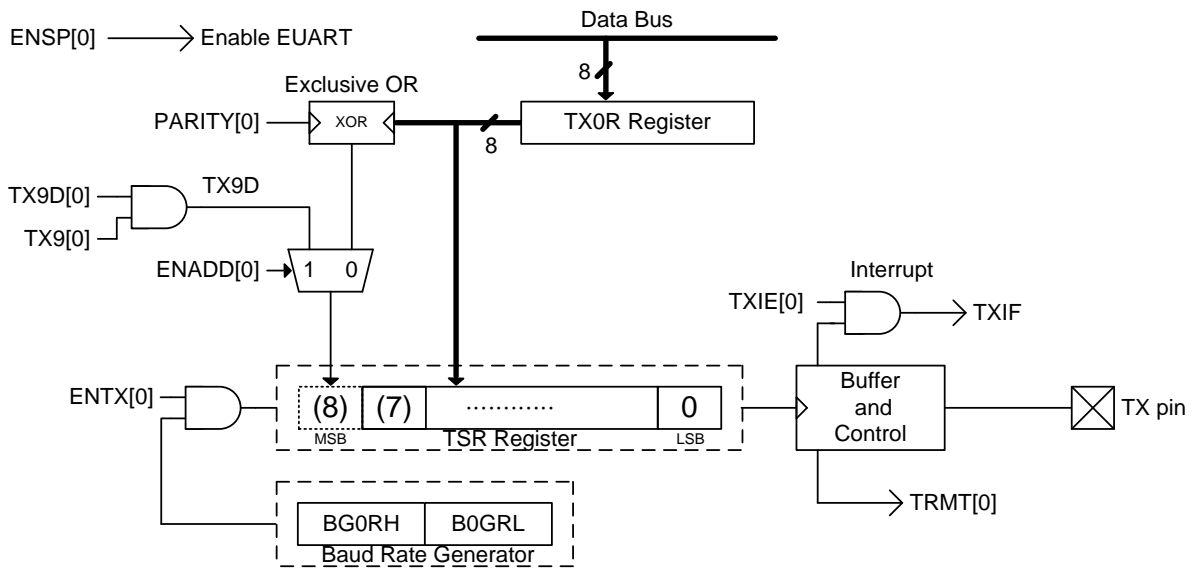 Data Bus
ENSP[0] Enable EUART
8
Exclusive OR
PARITY[0] XOR TX0R Register
8
TX9D[0] TX9D
TX9[0]
ENADD[0] 1 0
Interrupt
TXIE[0] TXIF
ENTX[0] (8) (7) ............ 0
MSB TSR Register LSB
Buffer
and
Control
TX pin
TRMT[0]
BG0RH B0GRL
Baud Rate Generator